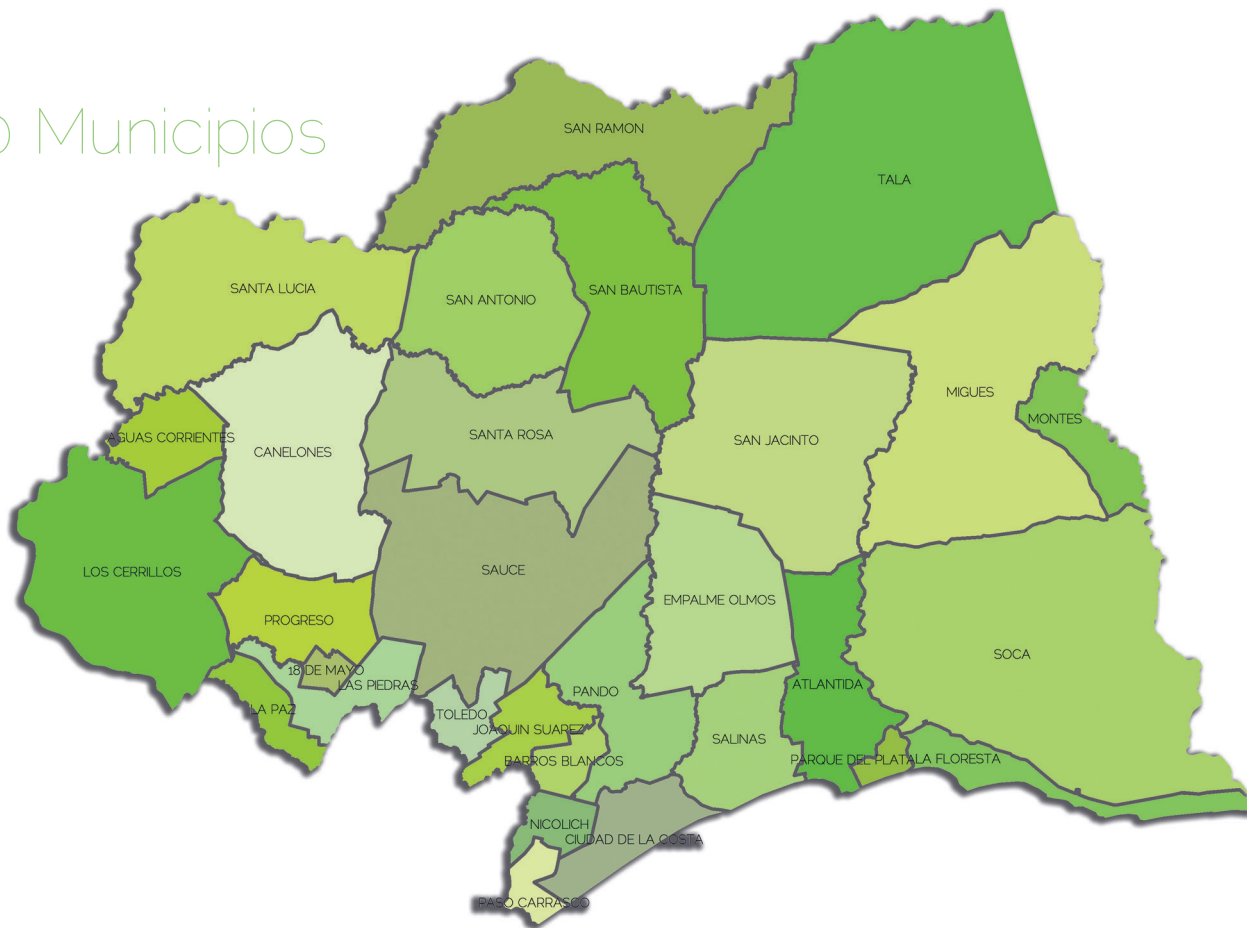 Municipios
SAN RAMON
TALA
SANTA LUCIA
SAN ANTONIO
SAN BAUTISTA
MIGUES
MONTES
AGUAS CORRIENTES
CANELONES
SANTA ROSA
SAN JACINTO
LOS CERRILLOS
SAUCE
EMPALME OLMOS
PROGRESO
SOCA
18 DE MAYO
LAS PIEDRAS
ATLANTIDA
PANDO
LA PAZ
TOLEDO
JOAQUIN SUAREZ
SALINAS
BARROS BLANCOS
PARQUE DEL PLATA
LA FLORESTA
NICOLICH
CIUDAD DE LA COSTA
PASO CARRASCO